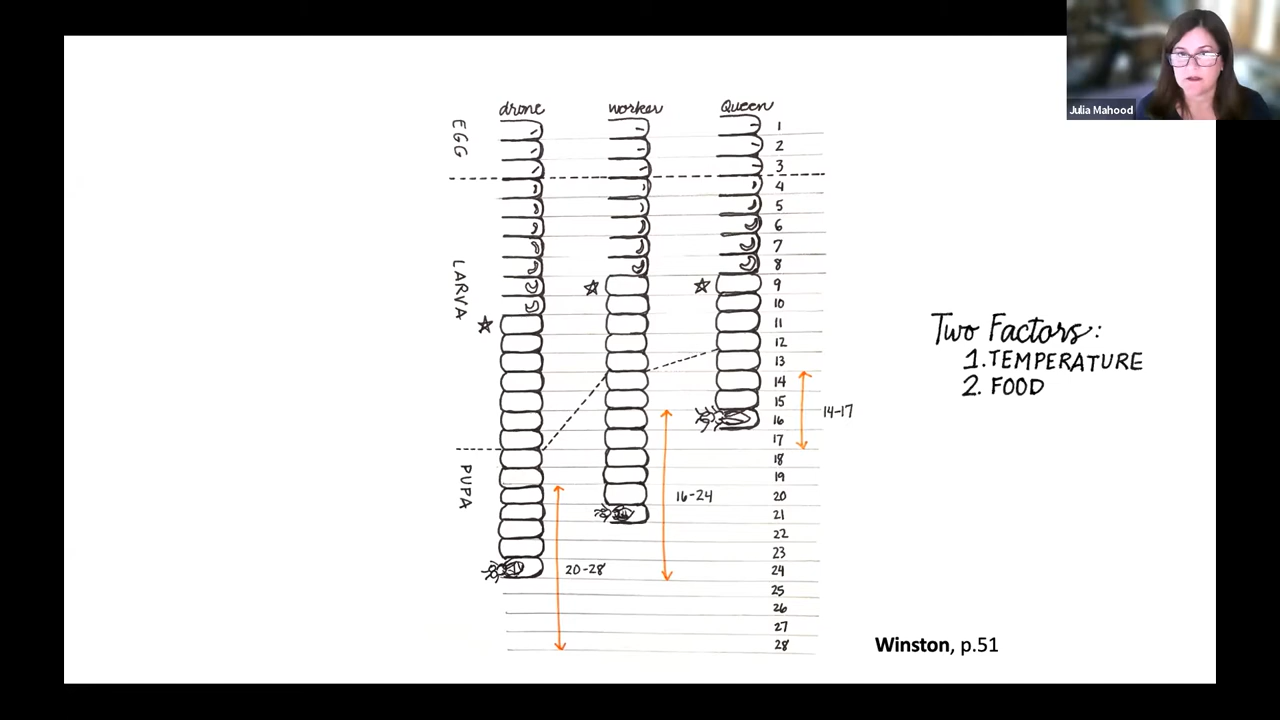 Julia Mahood
drone
worker
Queen
EGG
LARVA
PUPA
1
2
3
4
5
6
7
8
9
10
11
12
13
14
15
16
17
18
19
20
21
22
23
24
25
26
27
28
14-17
16-24
20-28
Two Factors:
1. TEMPERATURE
2. FOOD
Winston, p.51